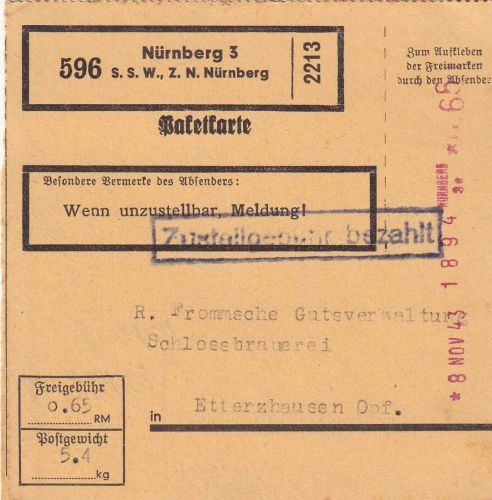 596
Nürnberg 3
S. S. W., Z. N. Nürnberg
2213
Zum Aufkleben
der Freimarken
durch den Absender
Paketkarte
Besondere Vermerke des Absenders:
Wenn unzustellbar, Meldung!
Zustellgebühr bezahlt
R. Frommsche Gutsverwaltung
Schlossbrauerei
in Etterzhausen Opf.
Freigebühr
0.65
RM
Postgewicht
5.4
kg
* 8 NOV 43 1894
NÜRNBERG